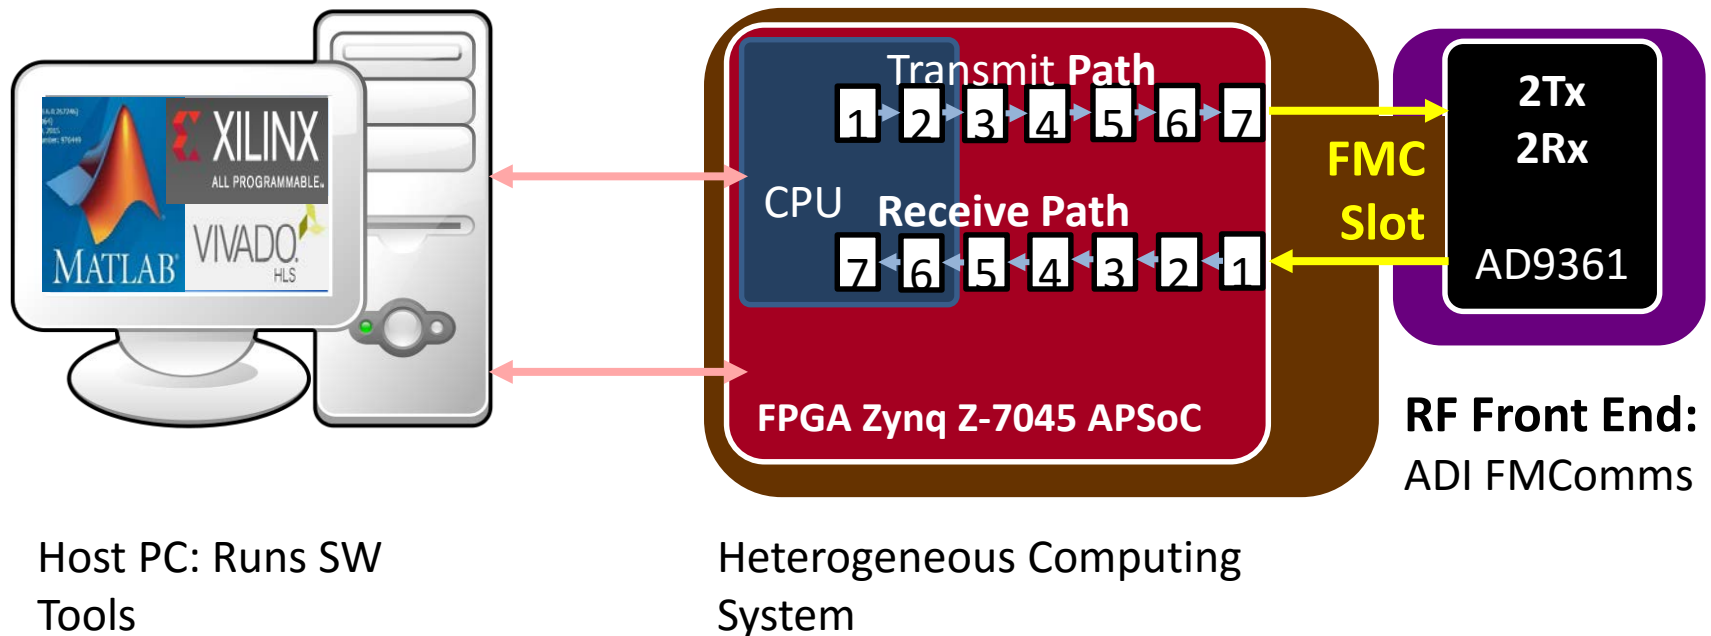 MATLAB
XILINX
ALL PROGRAMMABLE.
VIVADO.
HLS
Transmit Path
1 2 3 4 5 6 7
CPU
Receive Path
7 6 5 4 3 2 1
FPGA Zynq Z-7045 APSoC
FMC
Slot
2Tx
2Rx
AD9361
RF Front End:
ADI FMComms
Host PC: Runs SW
Tools
Heterogeneous Computing
System